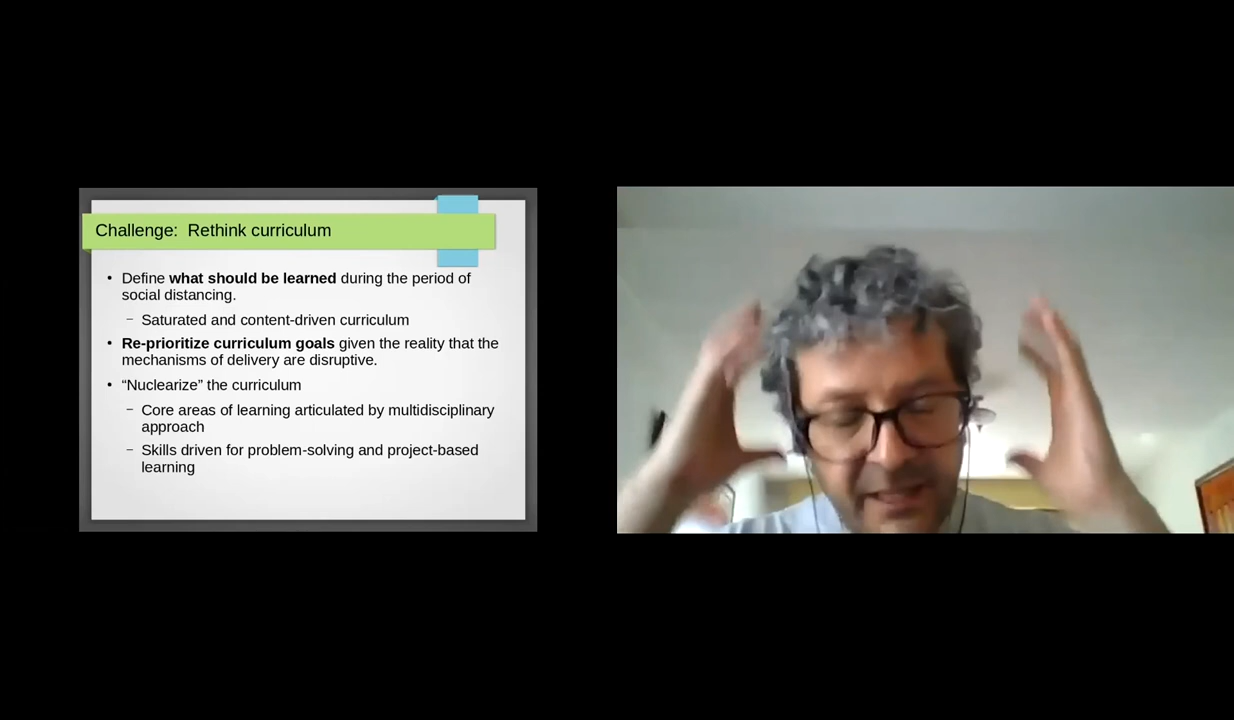 Challenge:  Rethink curriculum
• Define what should be learned during the period of
social distancing.
– Saturated and content-driven curriculum
• Re-prioritize curriculum goals given the reality that the
mechanisms of delivery are disruptive.
• “Nuclearize” the curriculum
– Core areas of learning articulated by multidisciplinary
approach
– Skills driven for problem-solving and project-based
learning